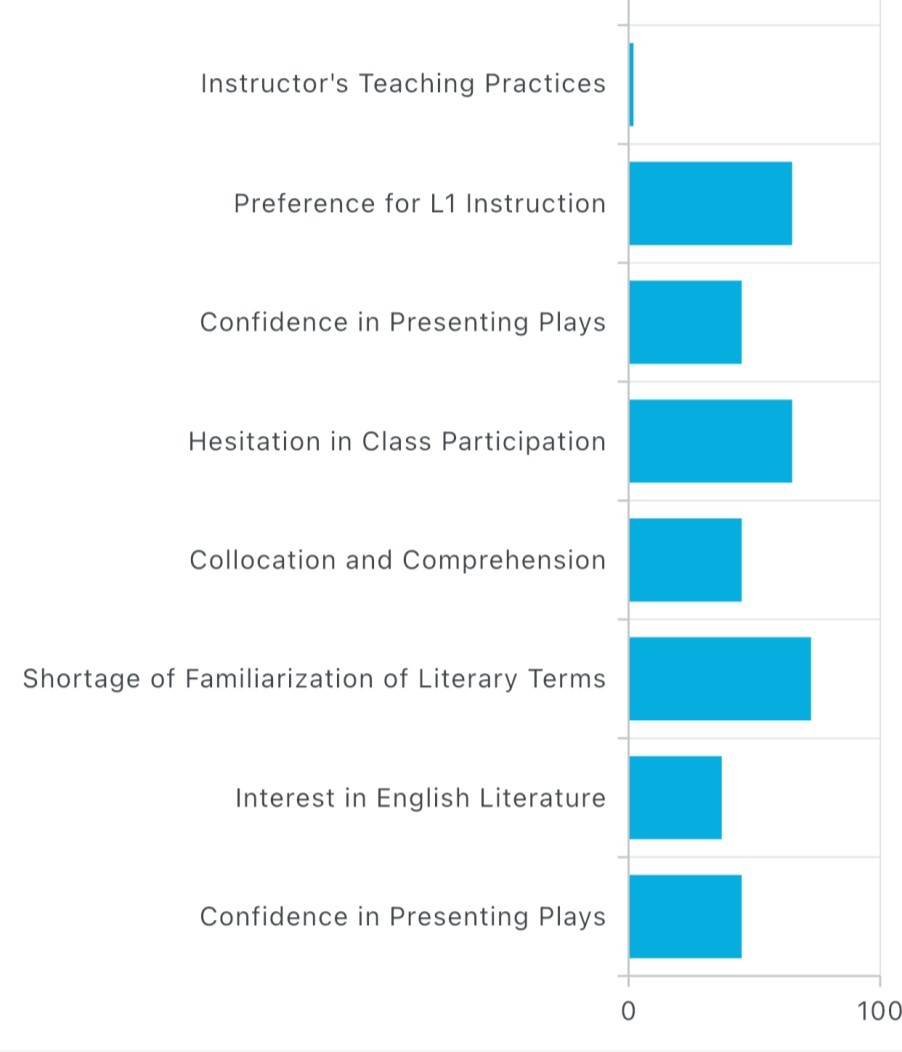 Instructor's Teaching Practices
Preference for L1 Instruction
Confidence in Presenting Plays
Hesitation in Class Participation
Collocation and Comprehension
Shortage of Familiarization of Literary Terms
Interest in English Literature
Confidence in Presenting Plays
0 100